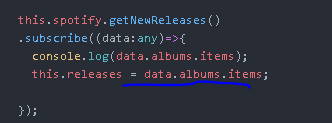 this.spotify.getNewReleases()
.subscribe((data:any)=>{
console.log(data.albums.items);
this.releases = data.albums.items;
});